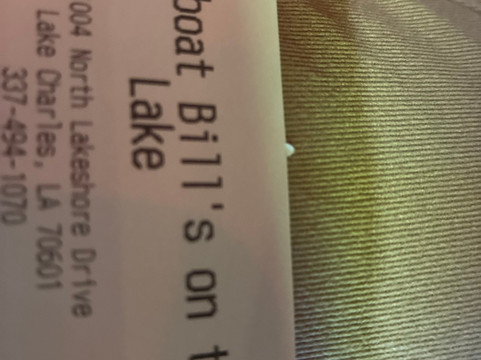 boat Bill's on t
Lake
004 North Lakeshore Drive
Lake Charles, LA 70601
337-494-1070